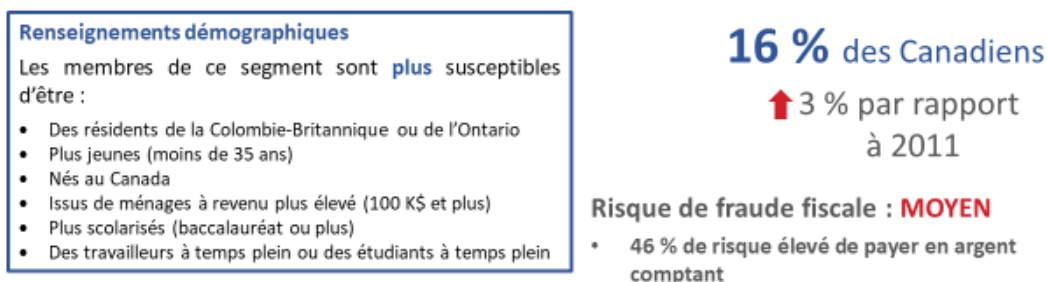 Renseignements démographiques
Les membres de ce segment sont plus susceptibles
d'être :
• Des résidents de la Colombie-Britannique ou de l'Ontario
• Plus jeunes (moins de 35 ans)
• Nés au Canada
• Issus de ménages à revenu plus élevé (100 K$ et plus)
• Plus scolarisés (baccalauréat ou plus)
• Des travailleurs à temps plein ou des étudiants à temps plein
16 % des Canadiens
3 % par rapport
à 2011
Risque de fraude fiscale : MOYEN
• 46 % de risque élevé de payer en argent
comptant